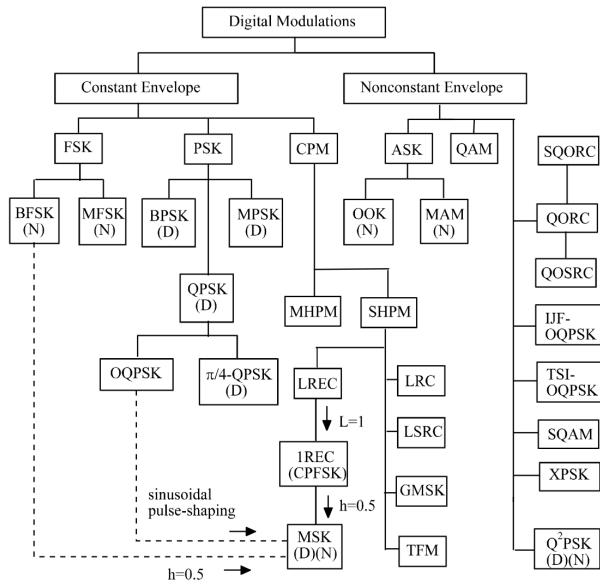 Digital Modulations
Constant Envelope
Nonconstant Envelope
FSK
PSK
CPM
ASK
QAM
SQORC
BFSK
(N)
MFSK
(N)
BPSK
(D)
MPSK
(D)
OOK
(N)
MAM
(N)
QORC
QOSRC
QPSK
(D)
MHPM
SHPM
IJF-
OQPSK
OQPSK
π/4-QPSK
(D)
LREC
LRC
TSI-
OQPSK
L=1
LSRC
SQAM
1REC
(CPFSK)
XPSK
GMSK
sinusoidal
pulse-shaping
h=0.5
MSK
(D)(N)
TFM
Q²PSK
(D)(N)
h=0.5